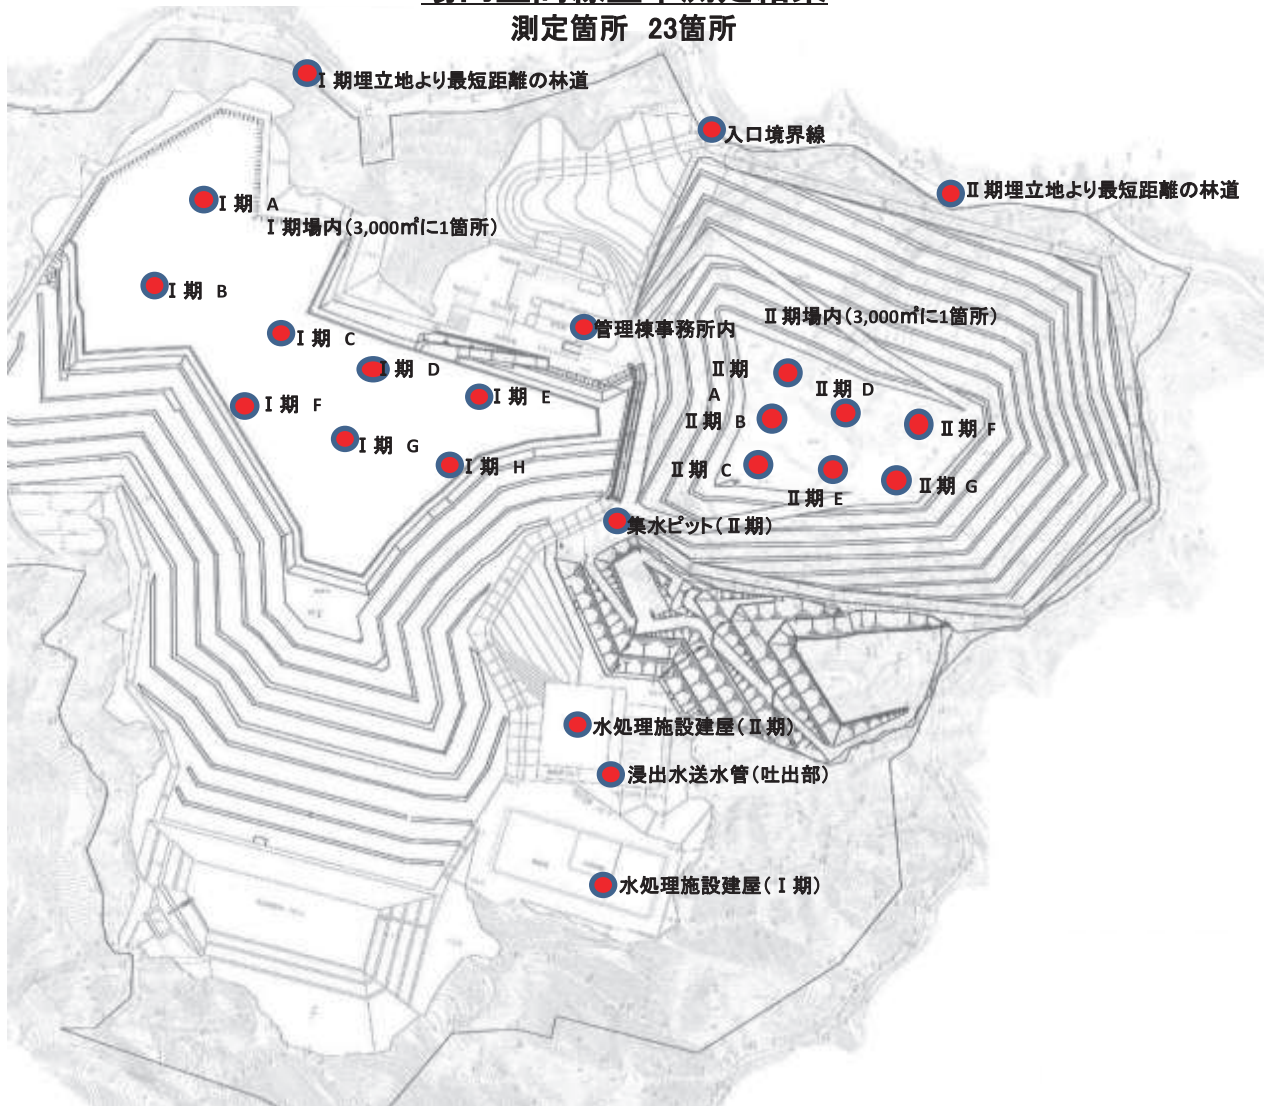 測定箇所 23箇所
Ⅰ期埋立地より最短距離の林道
入口境界線
Ⅱ期埋立地より最短距離の林道
Ⅰ期 A
Ⅰ期場内(3,000㎡に1箇所)
Ⅰ期 B
Ⅰ期 C
Ⅰ期 D
Ⅰ期 E
Ⅰ期 F
Ⅰ期 G
Ⅰ期 H
管理棟事務所内
Ⅱ期場内(3,000㎡に1箇所)
Ⅱ期
A
Ⅱ期 D
Ⅱ期 B
Ⅱ期 F
Ⅱ期 C
Ⅱ期 E
Ⅱ期 G
集水ピット(Ⅱ期)
水処理施設建屋(Ⅱ期)
浸出水送水管(吐出部)
水処理施設建屋(Ⅰ期)